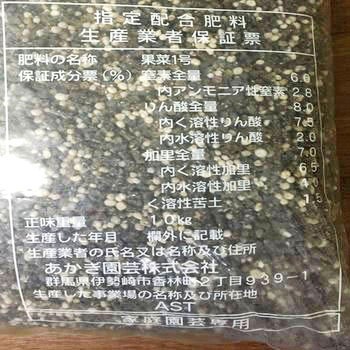 指定配合肥料
生産業者保証票
肥料の名称 果菜1号
保証成分票(%) 窒素全量 6.0
内アンモニア性窒素 2.8
りん酸全量 8.0
内く溶性りん酸 7.5
内水溶性りん酸 2.0
加里全量 7.0
内く溶性加里 6.5
内水溶性加里
く溶性苦土
正味重量 1.0kg
生産した年月 欄外に記載
生産業者の氏名又は名称及び住所
あかぎ園芸株式会社
群馬県伊勢崎市香林町2丁目939-1
生産した事業場の名称及び所在地
AST
家庭園芸専用